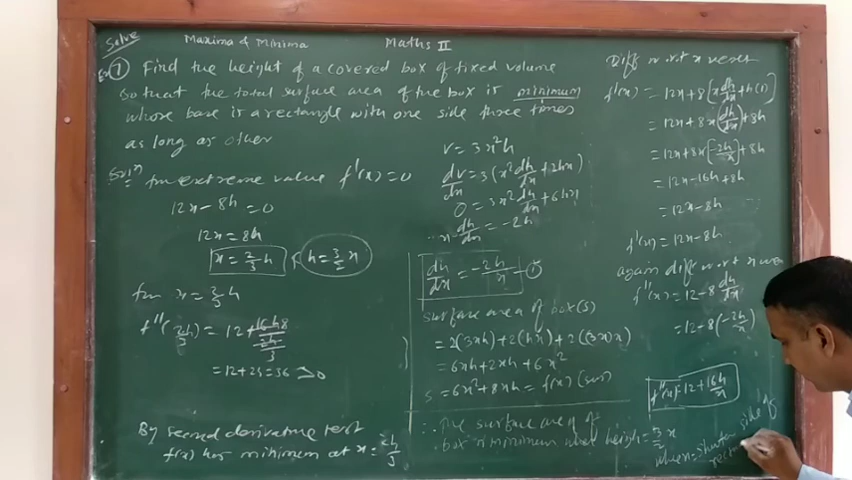 Solve
Maxima & Minima Maths II
Ex 7 Find the height of a covered box of fixed volume
so that the total surface area of the box is minimum
whose base is a rectangle with one side three times
as long as other
Solⁿ for extreme value f'(x) = 0
12x - 8h = 0
12x = 8h
x = 2/3 h , h = 3/2 x
for x = 2/3 h
f''(2h/3) = 12 + 16h8 / 2h/3
= 12 + 24 = 36 > 0
By second derivative test
f(x) has minimum at x = 2h/3
V = 3x²h
dv/dx = 3(x² dh/dx + 2hx)
0 = 3x² dh/dx + 6hx
x dh/dx = -2h
dh/dx = -2h/x - ①
Surface area of box (S)
= 2(3xh) + 2(hx) + 2((3x)x)
= 6xh + 2xh + 6x²
S = 6x² + 8xh = f(x) (say)
∴ The surface area of
box is minimum when height = 3/2 x
where x = shorter side of
Diff w.r.t x
f'(x) = 12x + 8[x dh/dx + h(1)]
= 12x + 8x (dh/dx) + 8h
= 12x + 8x [-2h/x] + 8h
= 12x - 16h + 8h
= 12x - 8h
f'(x) = 12x - 8h
again diff w.r.t x
f''(x) = 12 - 8 dh/dx
= 12 - 8(-2h/x)
f''(x) = 12 + 16h/x